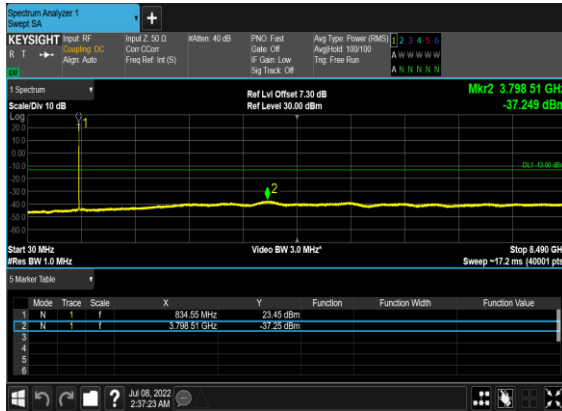 Spectrum Analyzer 1
Swept SA
+
KEYSIGHT Input: RF Input Z: 50 Ω #Atten: 40 dB PNO: Fast Avg Type: Power (RMS) 1 2 3 4 5 6
R T Coupling: DC Corr CCorr Gate: Off Avg|Hold: 100/100 A W W W W W
Align: Auto Freq Ref: Int (S) IF Gain: Low Trig: Free Run
LXI Sig Track: Off A N N N N N
1 Spectrum Ref Lvl Offset 7.30 dB Mkr2 3.798 51 GHz
Scale/Div 10 dB Ref Level 30.00 dBm -37.249 dBm
Log
1
20.0
10.0
0.00
-10.0
DL1 -13.00 dBm
-20.0
-30.0
2
-40.0
-50.0
-60.0
Start 30 MHz Video BW 3.0 MHz* Stop 8.490 GH
#Res BW 1.0 MHz Sweep ~17.2 ms (40001 pts
5 Marker Table
Mode Trace Scale X Y Function Function Width Function Value
1 N 1 f 834.55 MHz 23.45 dBm
2 N 1 f 3.798 51 GHz -37.25 dBm
3
4
5
6
? Jul 08, 2022
2:37:23 AM